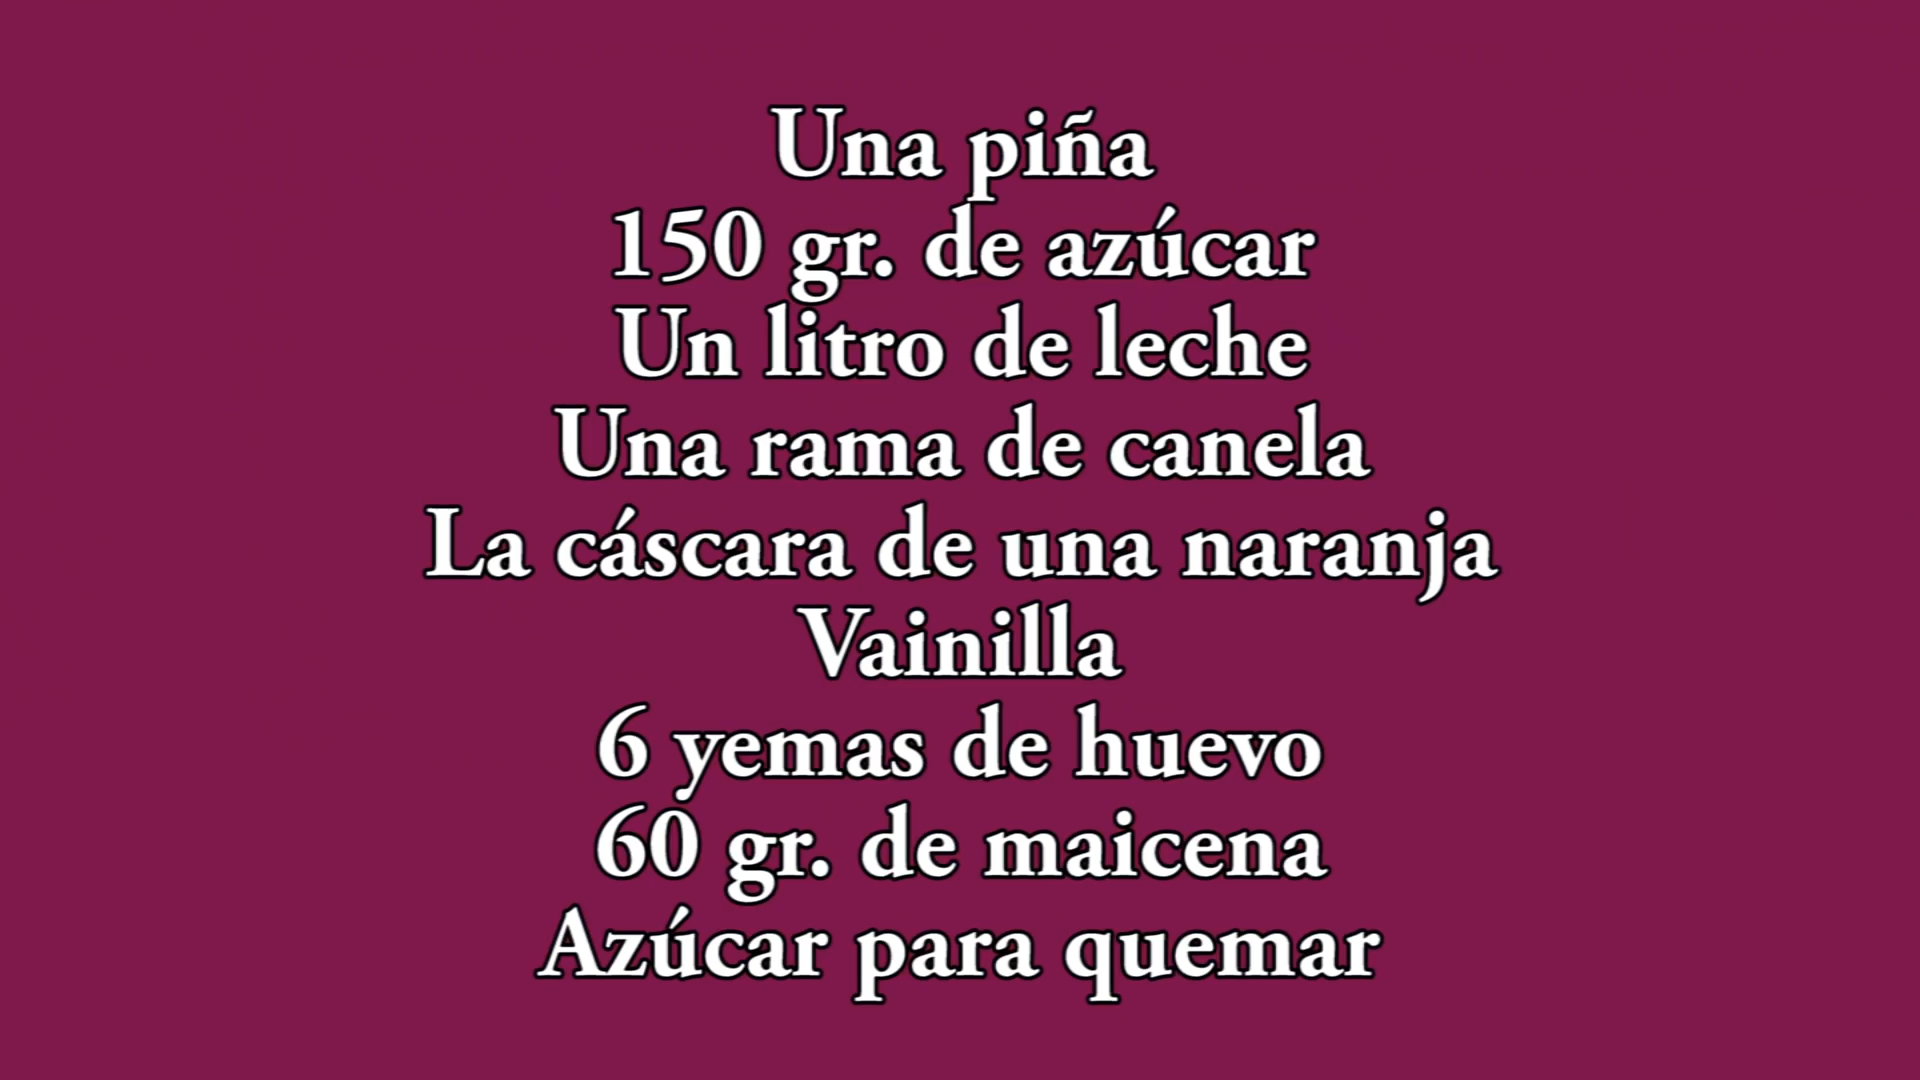 Una piña
150 gr. de azúcar
Un litro de leche
Una rama de canela
La cáscara de una naranja
Vainilla
6 yemas de huevo
60 gr. de maicena
Azúcar para quemar